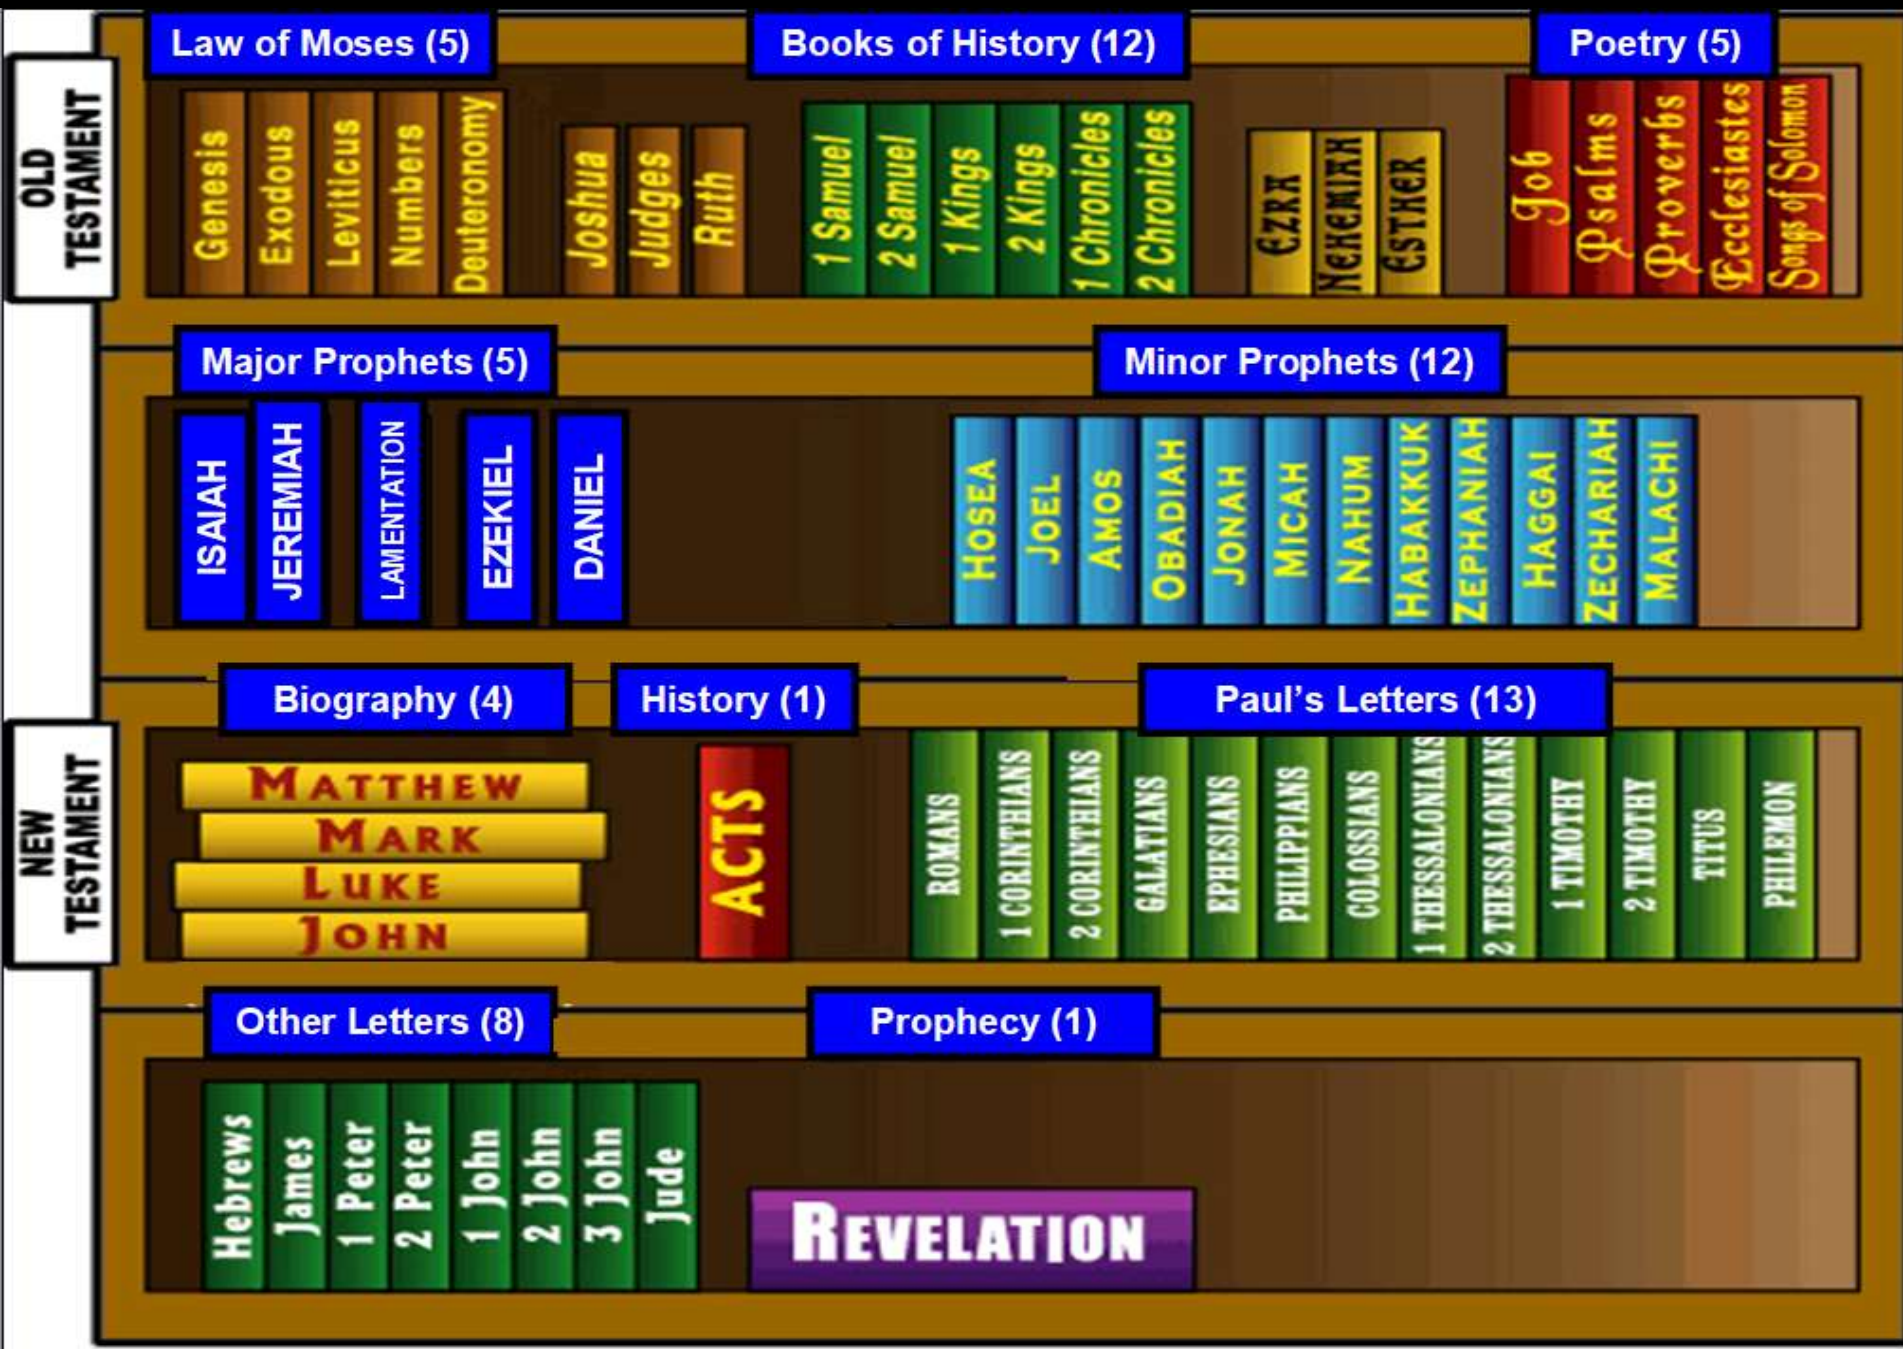 OLD
TESTAMENT
Law of Moses (5)
Books of History (12)
Poetry (5)
Genesis
Exodous
Leviticus
Numbers
Deuteronomy
Joshua
Judges
Ruth
1 Samuel
2 Samuel
1 Kings
2 Kings
1 Chronicles
2 Chronicles
EZRA
NEHEMIAH
ESTHER
Job
Psalms
Proverbs
Ecclesiastes
Songs of Solomon
Major Prophets (5)
Minor Prophets (12)
ISAIAH
JEREMIAH
LAMENTATION
EZEKIEL
DANIEL
HOSEA
JOEL
AMOS
OBADIAH
JONAH
MICAH
NAHUM
HABAKKUK
ZEPHANIAH
HAGGAI
ZECHARIAH
MALACHI
NEW
TESTAMENT
Biography (4)
History (1)
Paul’s Letters (13)
MATTHEW
MARK
LUKE
JOHN
ACTS
ROMANS
1 CORINTHIANS
2 CORINTHIANS
GALATIANS
EPHESIANS
PHILIPPIANS
COLOSSIANS
1 THESSALONIANS
2 THESSALONIANS
1 TIMOTHY
2 TIMOTHY
TITUS
PHILEMON
Other Letters (8)
Prophecy (1)
Hebrews
James
1 Peter
2 Peter
1 John
2 John
3 John
Jude
REVELATION